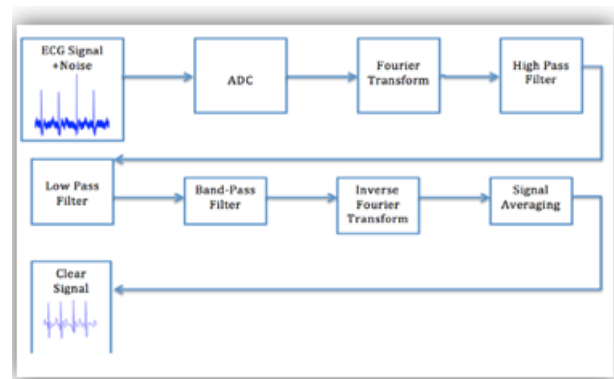 ECG Signal
+Noise
ADC
Fourier
Transform
High Pass
Filter
Low Pass
Filter
Band-Pass
Filter
Inverse
Fourier
Transform
Signal
Averaging
Clear
Signal